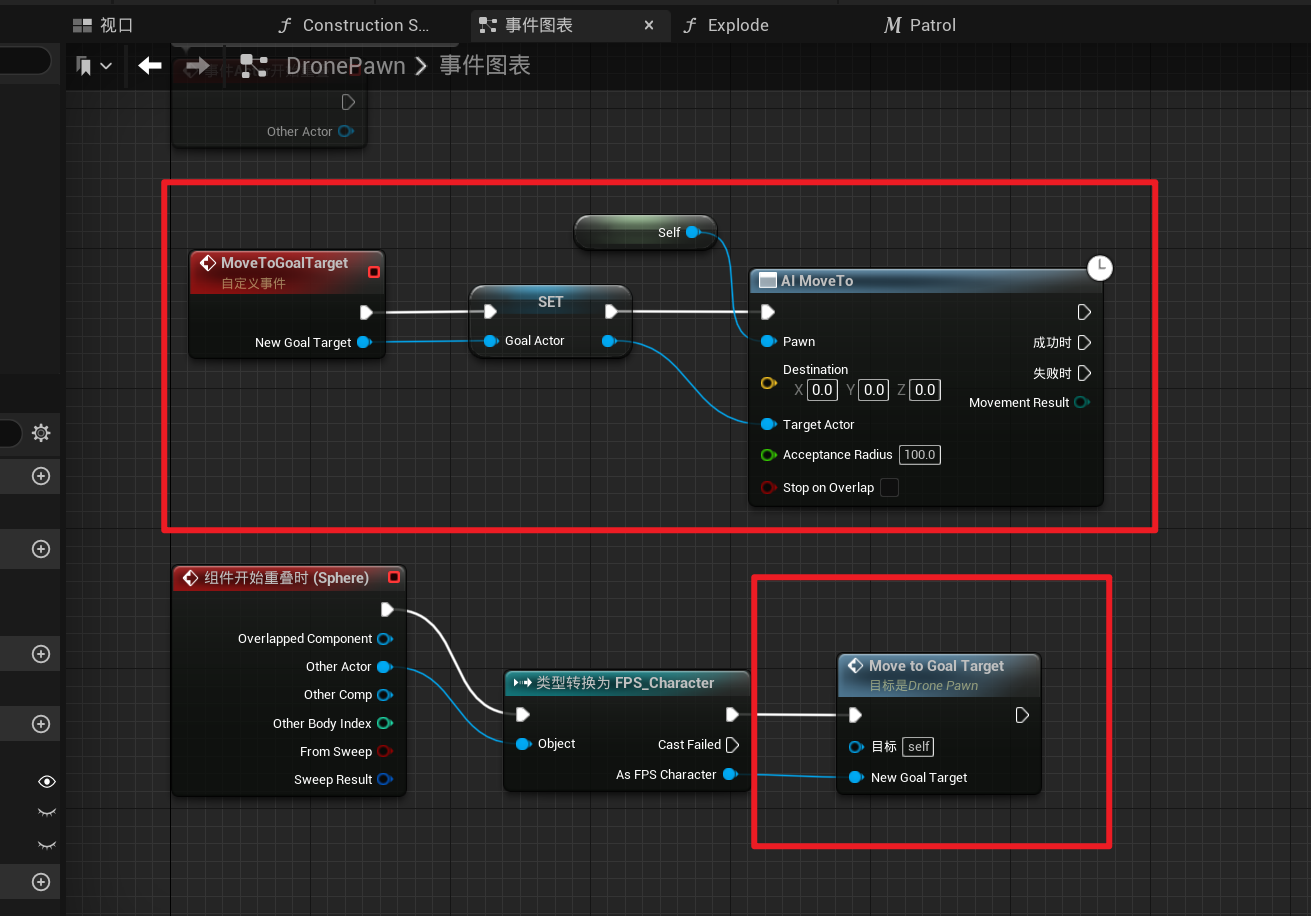 视口
Construction S...
事件图表
Explode
Patrol
DronePawn
事件图表
Other Actor
Self
MoveToGoalTarget
自定义事件
New Goal Target
SET
Goal Actor
AI MoveTo
Pawn
成功时
Destination
X 0.0 Y 0.0 Z 0.0
失败时
Movement Result
Target Actor
Acceptance Radius 100.0
Stop on Overlap
组件开始重叠时 (Sphere)
Overlapped Component
Other Actor
Other Comp
Other Body Index
From Sweep
Sweep Result
类型转换为 FPS_Character
Object
Cast Failed
As FPS Character
Move to Goal Target
目标是Drone Pawn
目标 self
New Goal Target